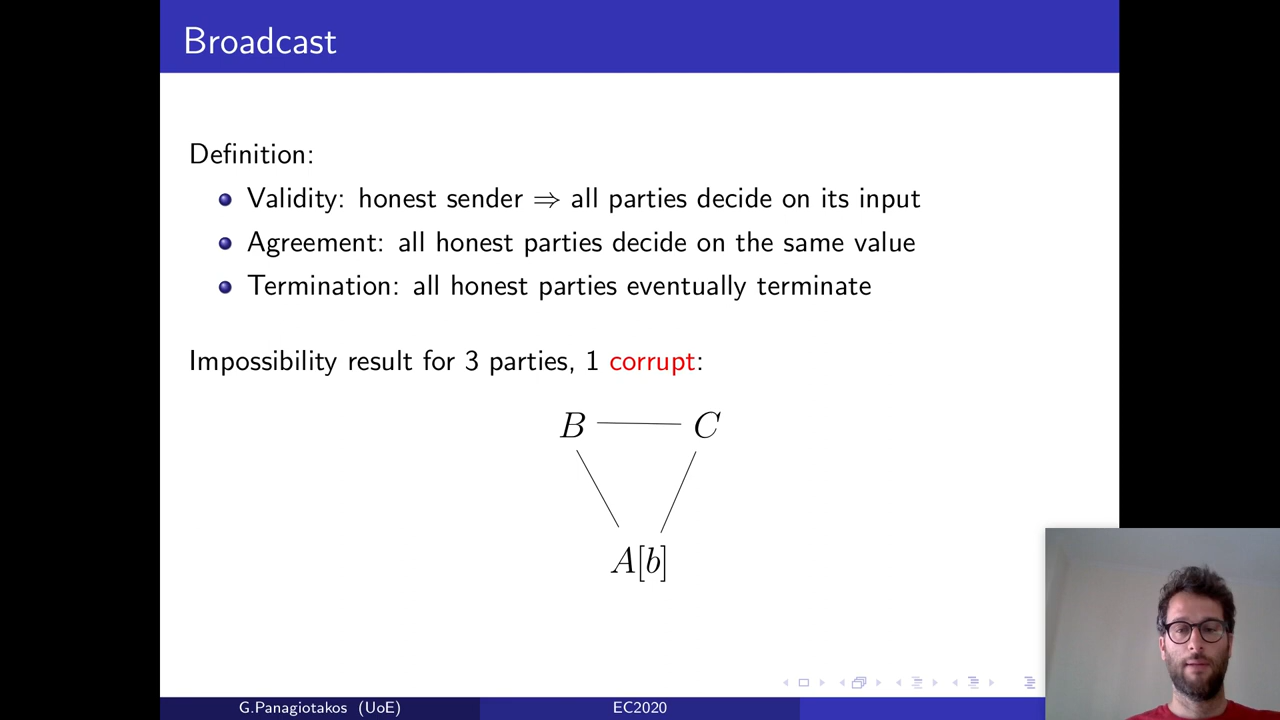 Broadcast
Definition:
Validity: honest sender ⇒ all parties decide on its input
Agreement: all honest parties decide on the same value
Termination: all honest parties eventually terminate
Impossibility result for 3 parties, 1 corrupt:
B C
A[b]
G.Panagiotakos (UoE) EC2020